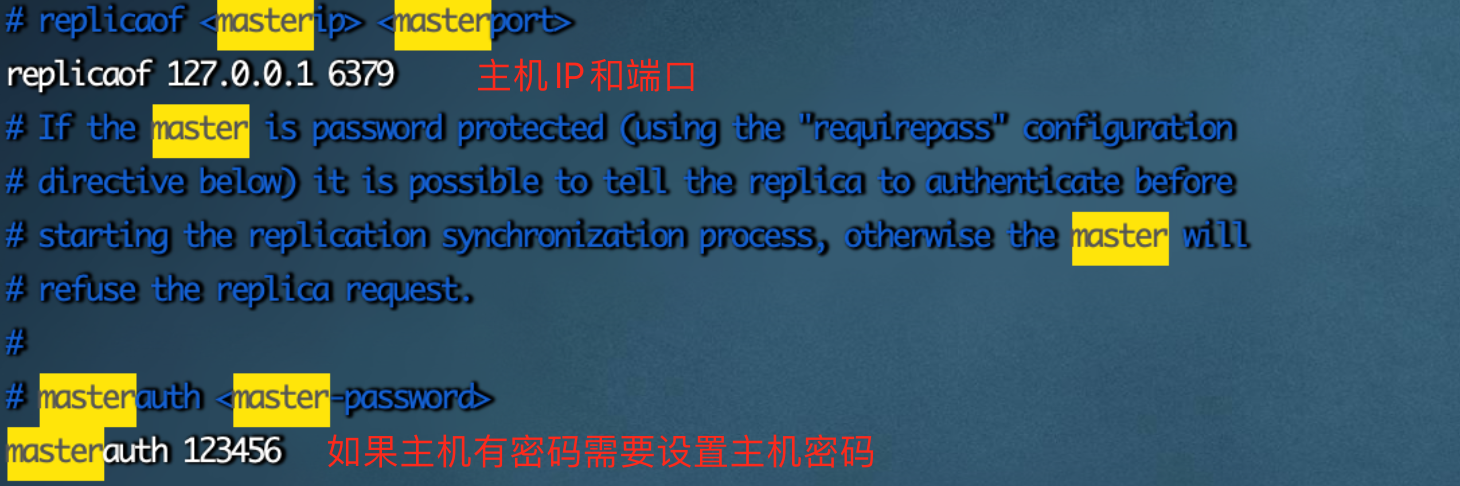 # replicaof <masterip> <masterport>
replicaof 127.0.0.1 6379 主机IP和端口
# If the master is password protected (using the "requirepass" configuration
# directive below) it is possible to tell the replica to authenticate before
# starting the replication synchronization process, otherwise the master will
# refuse the replica request.
#
# masterauth <master-password>
masterauth 123456 如果主机有密码需要设置主机密码